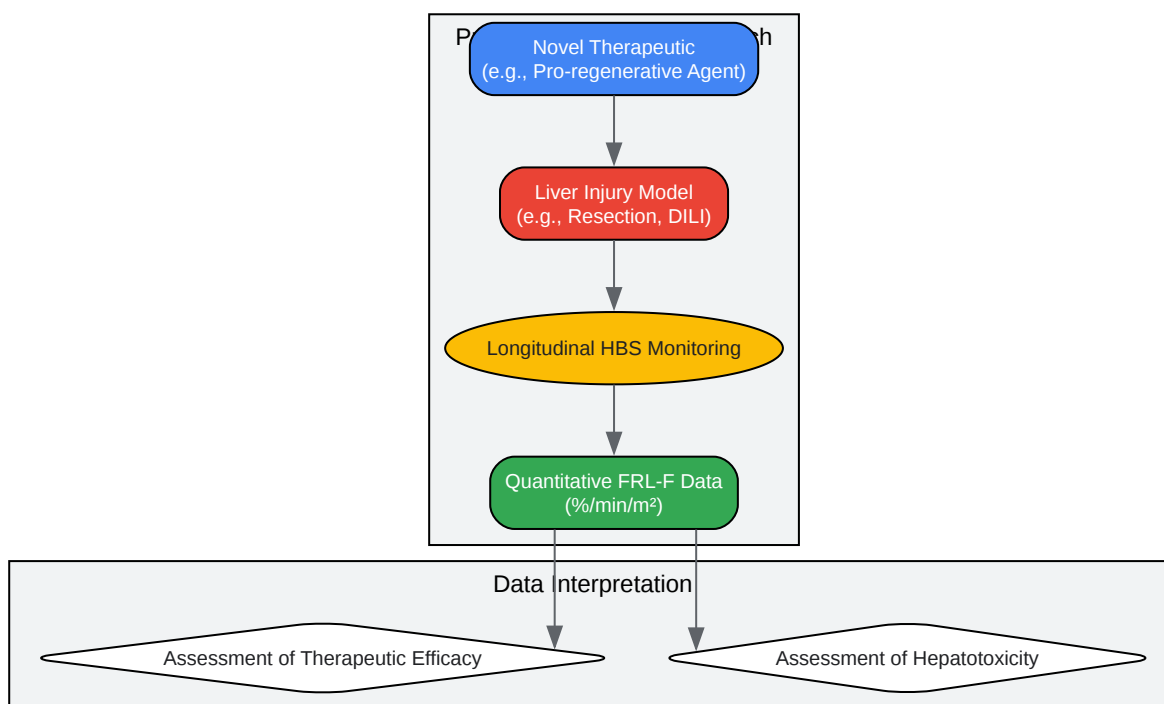 Novel Therapeutic
(e.g., Pro-regenerative Agent)
Liver Injury Model
(e.g., Resection, DILI)
Longitudinal HBS Monitoring
Quantitative FRL-F Data
(%/min/m²)
Data Interpretation
Assessment of Therapeutic Efficacy
Assessment of Hepatotoxicity